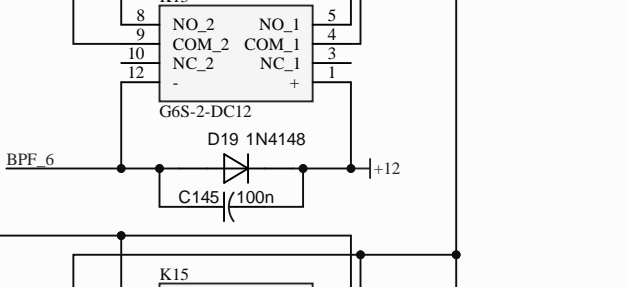 8 NO_2 NO_1 5
9 COM_2 COM_1 4
10 NC_2 NC_1 3
12 - + 1
G6S-2-DC12
D19 1N4148
BPF_6
+12
C145 100n
K15